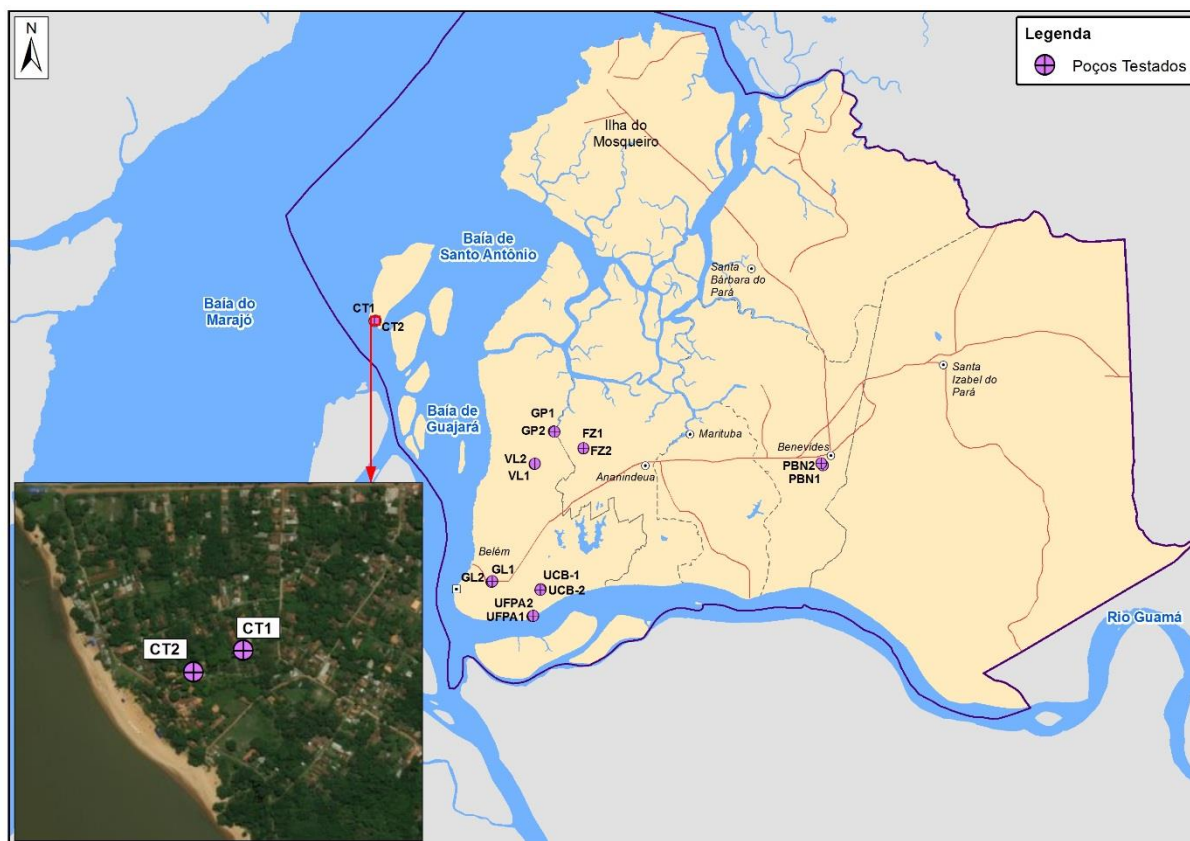 N
Legenda
Poços Testados
Ilha do
Mosqueiro
Baía de
Santo Antônio
Santa
Bárbara do
Pará
Baía do
Marajó
CT1
CT2
Santa
Izabel do
Pará
Baía de
Guajará
GP1
GP2
FZ1
FZ2
Marituba
VL2
VL1
Ananindeua
Benevides
PBN2
PBN1
Belém
GL2
GL1
UCB-1
UCB-2
UFPA2
UFPA1
Rio Guamá
CT1
CT2